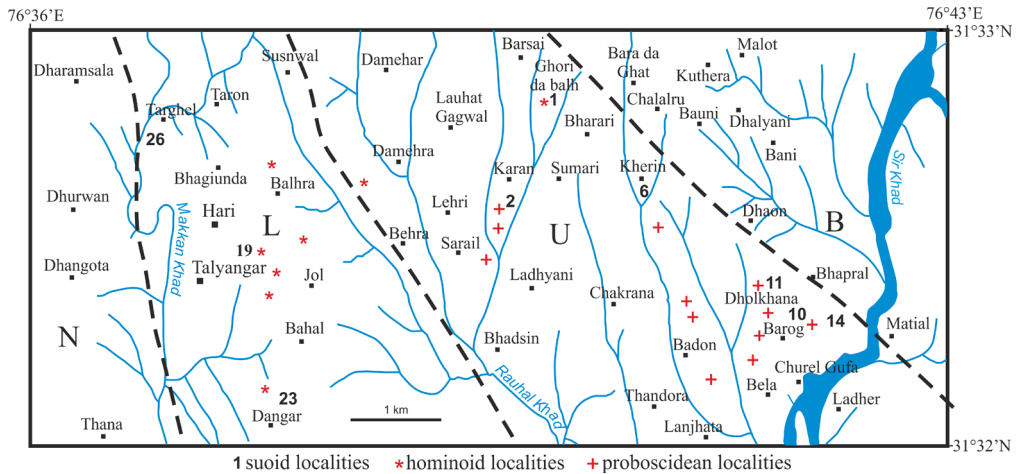 76°36'E
76°43'E
31°33'N
Barsai
Malot
Susnwal
Damehar
Bara da
Ghat
Ghori
da balh
Kuthera
Dharamsala
Taron
Lauhat
Gagwal
1
Chalalru
Targhel
Bauni
Dhalyani
26
Bharari
Damehra
Bani
Bhagiunda
Balhra
Karan
Sumari
Kherin
6
Sir Khad
Dhurwan
Makkan Khad
Hari
Lehri
2
Dhaon
L
U
B
Behra
Sarail
19
Talyangar
Dhangota
Jol
Ladhyani
Bhapral
11
Chakrana
Dholkhana
10
14
N
Bahal
Barog
Matial
Bhadsin
Badon
Churel Gufa
Rauhal Khad
Bela
23
1 km
Thandora
Ladher
Dangar
Thana
Lanjhata
31°32'N
1 suoid localities * hominoid localities + proboscidean localities